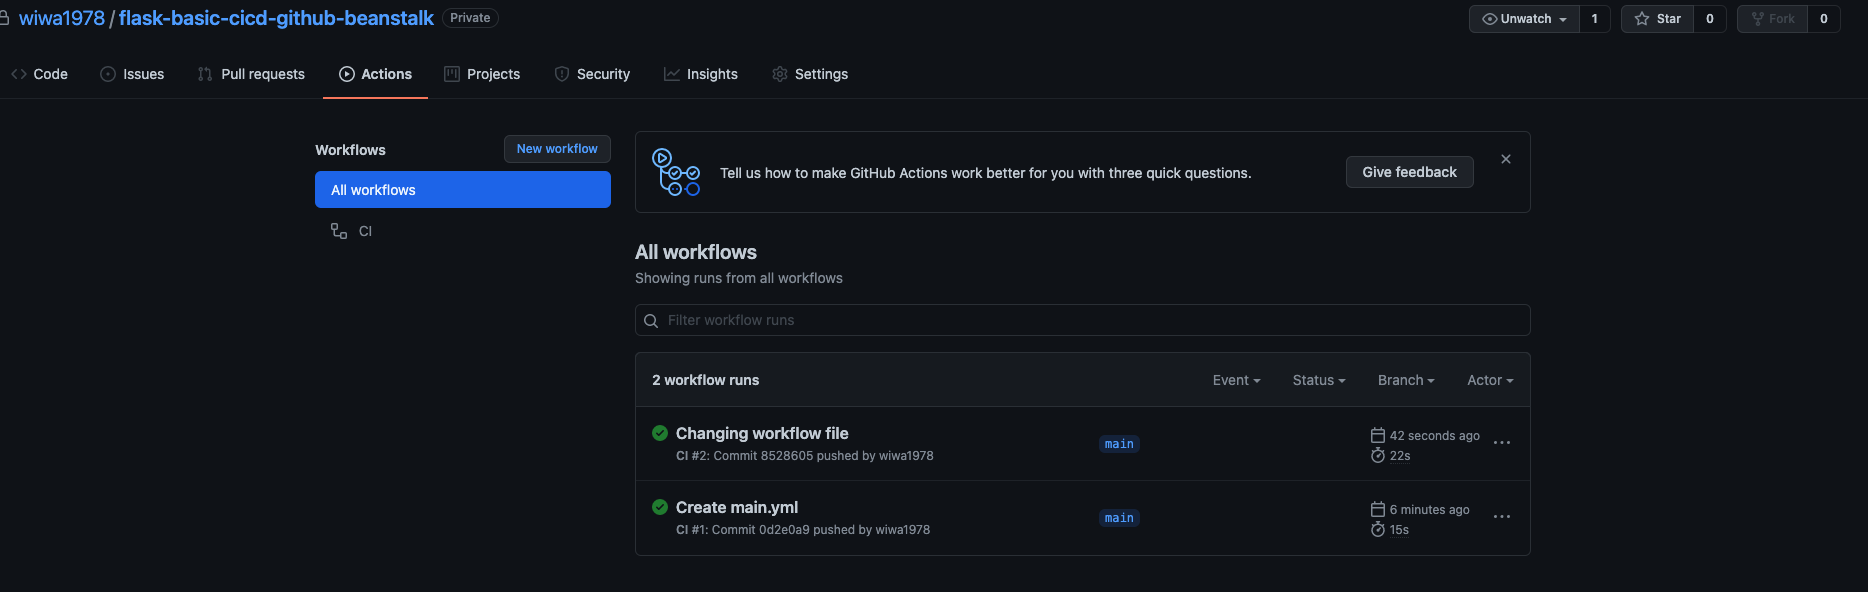 wiwa1978 / flask-basic-cicd-github-beanstalk Private
Unwatch 1 Star 0 Fork 0
Code Issues Pull requests Actions Projects Security Insights Settings
Workflows New workflow
All workflows
CI
Tell us how to make GitHub Actions work better for you with three quick questions. Give feedback
All workflows
Showing runs from all workflows
Filter workflow runs
2 workflow runs Event Status Branch Actor
Changing workflow file
CI #2: Commit 8528605 pushed by wiwa1978
main
42 seconds ago
22s
Create main.yml
CI #1: Commit 0d2e0a9 pushed by wiwa1978
main
6 minutes ago
15s